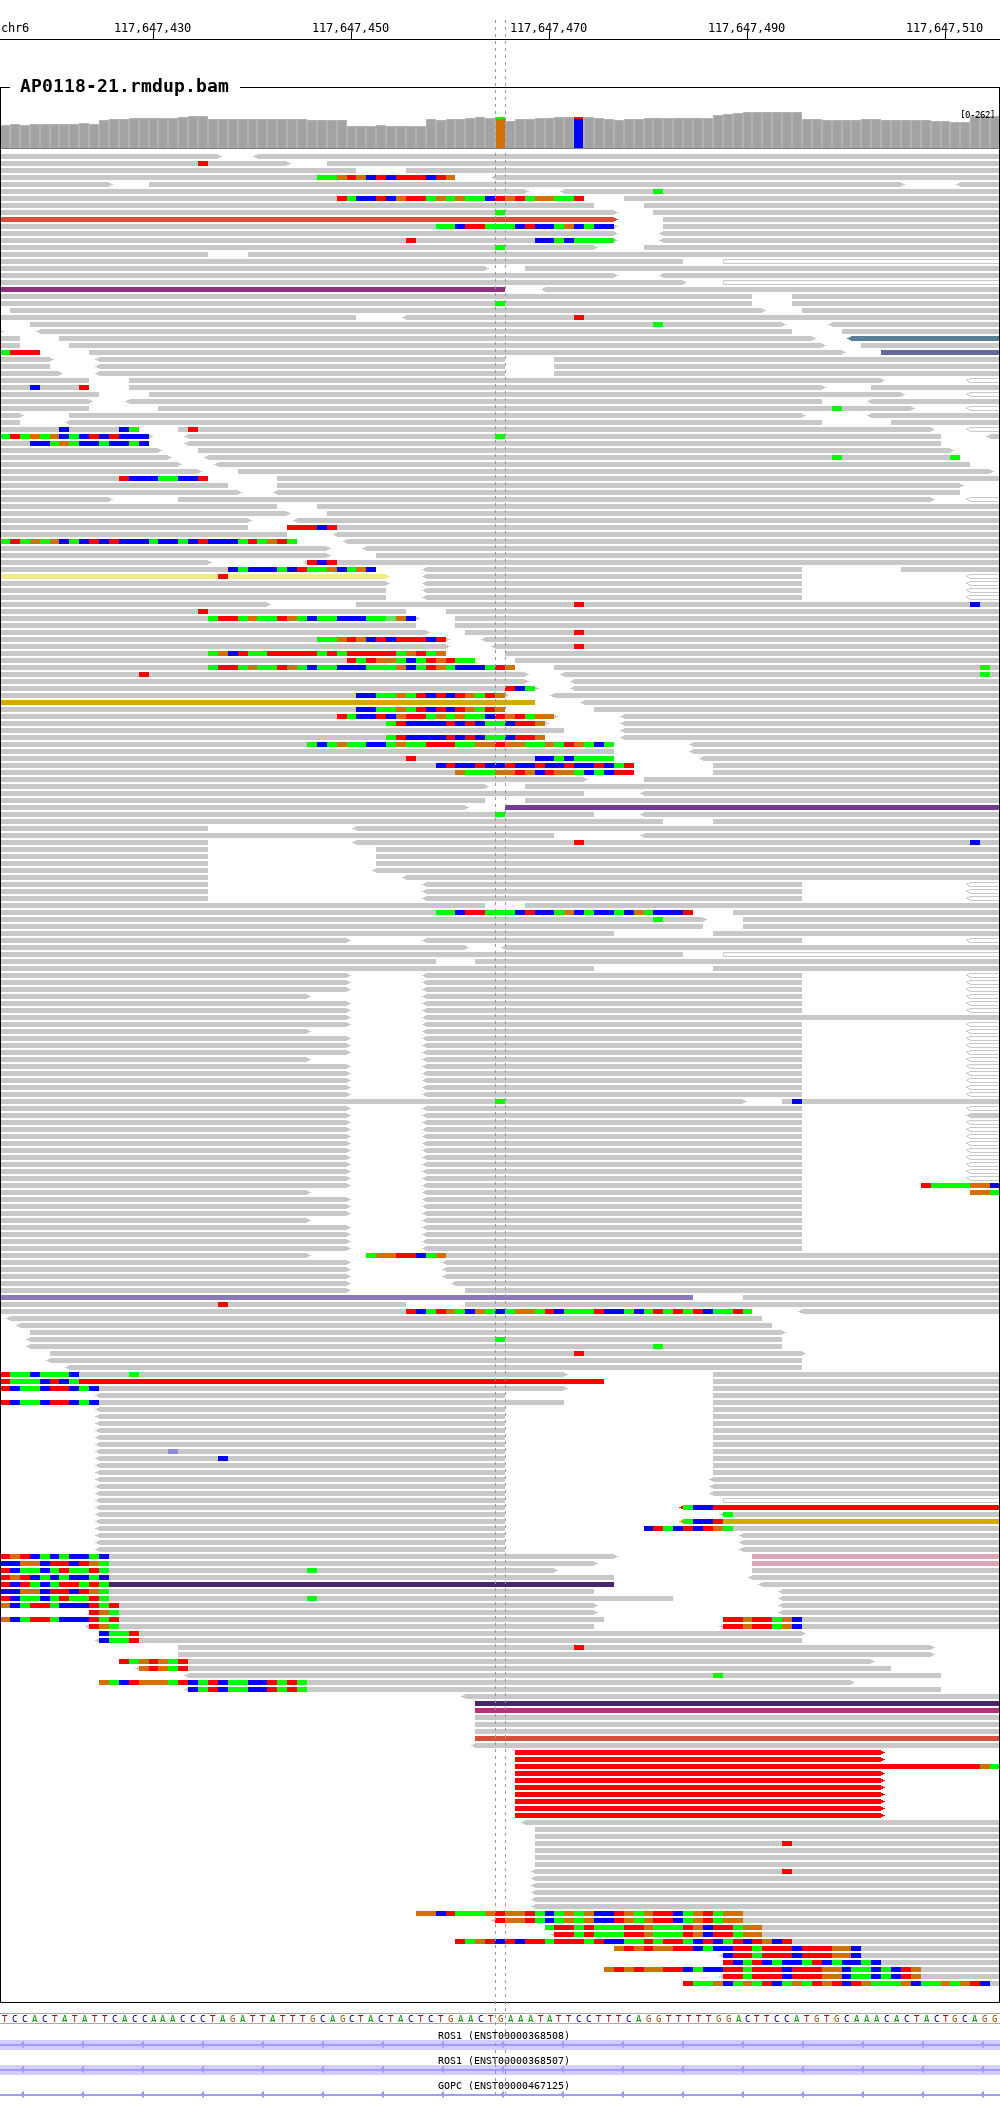 chr6 117,647,430 117,647,450 117,647,470 117,647,490 117,647,510
AP0118-21.rmdup.bam
[0-262]
TCCACTATATTCACCAAACCCTAGATTATTTGCAGCTACTACTCTGAACTGAAATATTCCTTTCAGGTTTTTGGACTTCCATGTGCAAACACTACTGCAGG
ROS1 (ENST00000368508)
ROS1 (ENST00000368507)
GOPC (ENST00000467125)